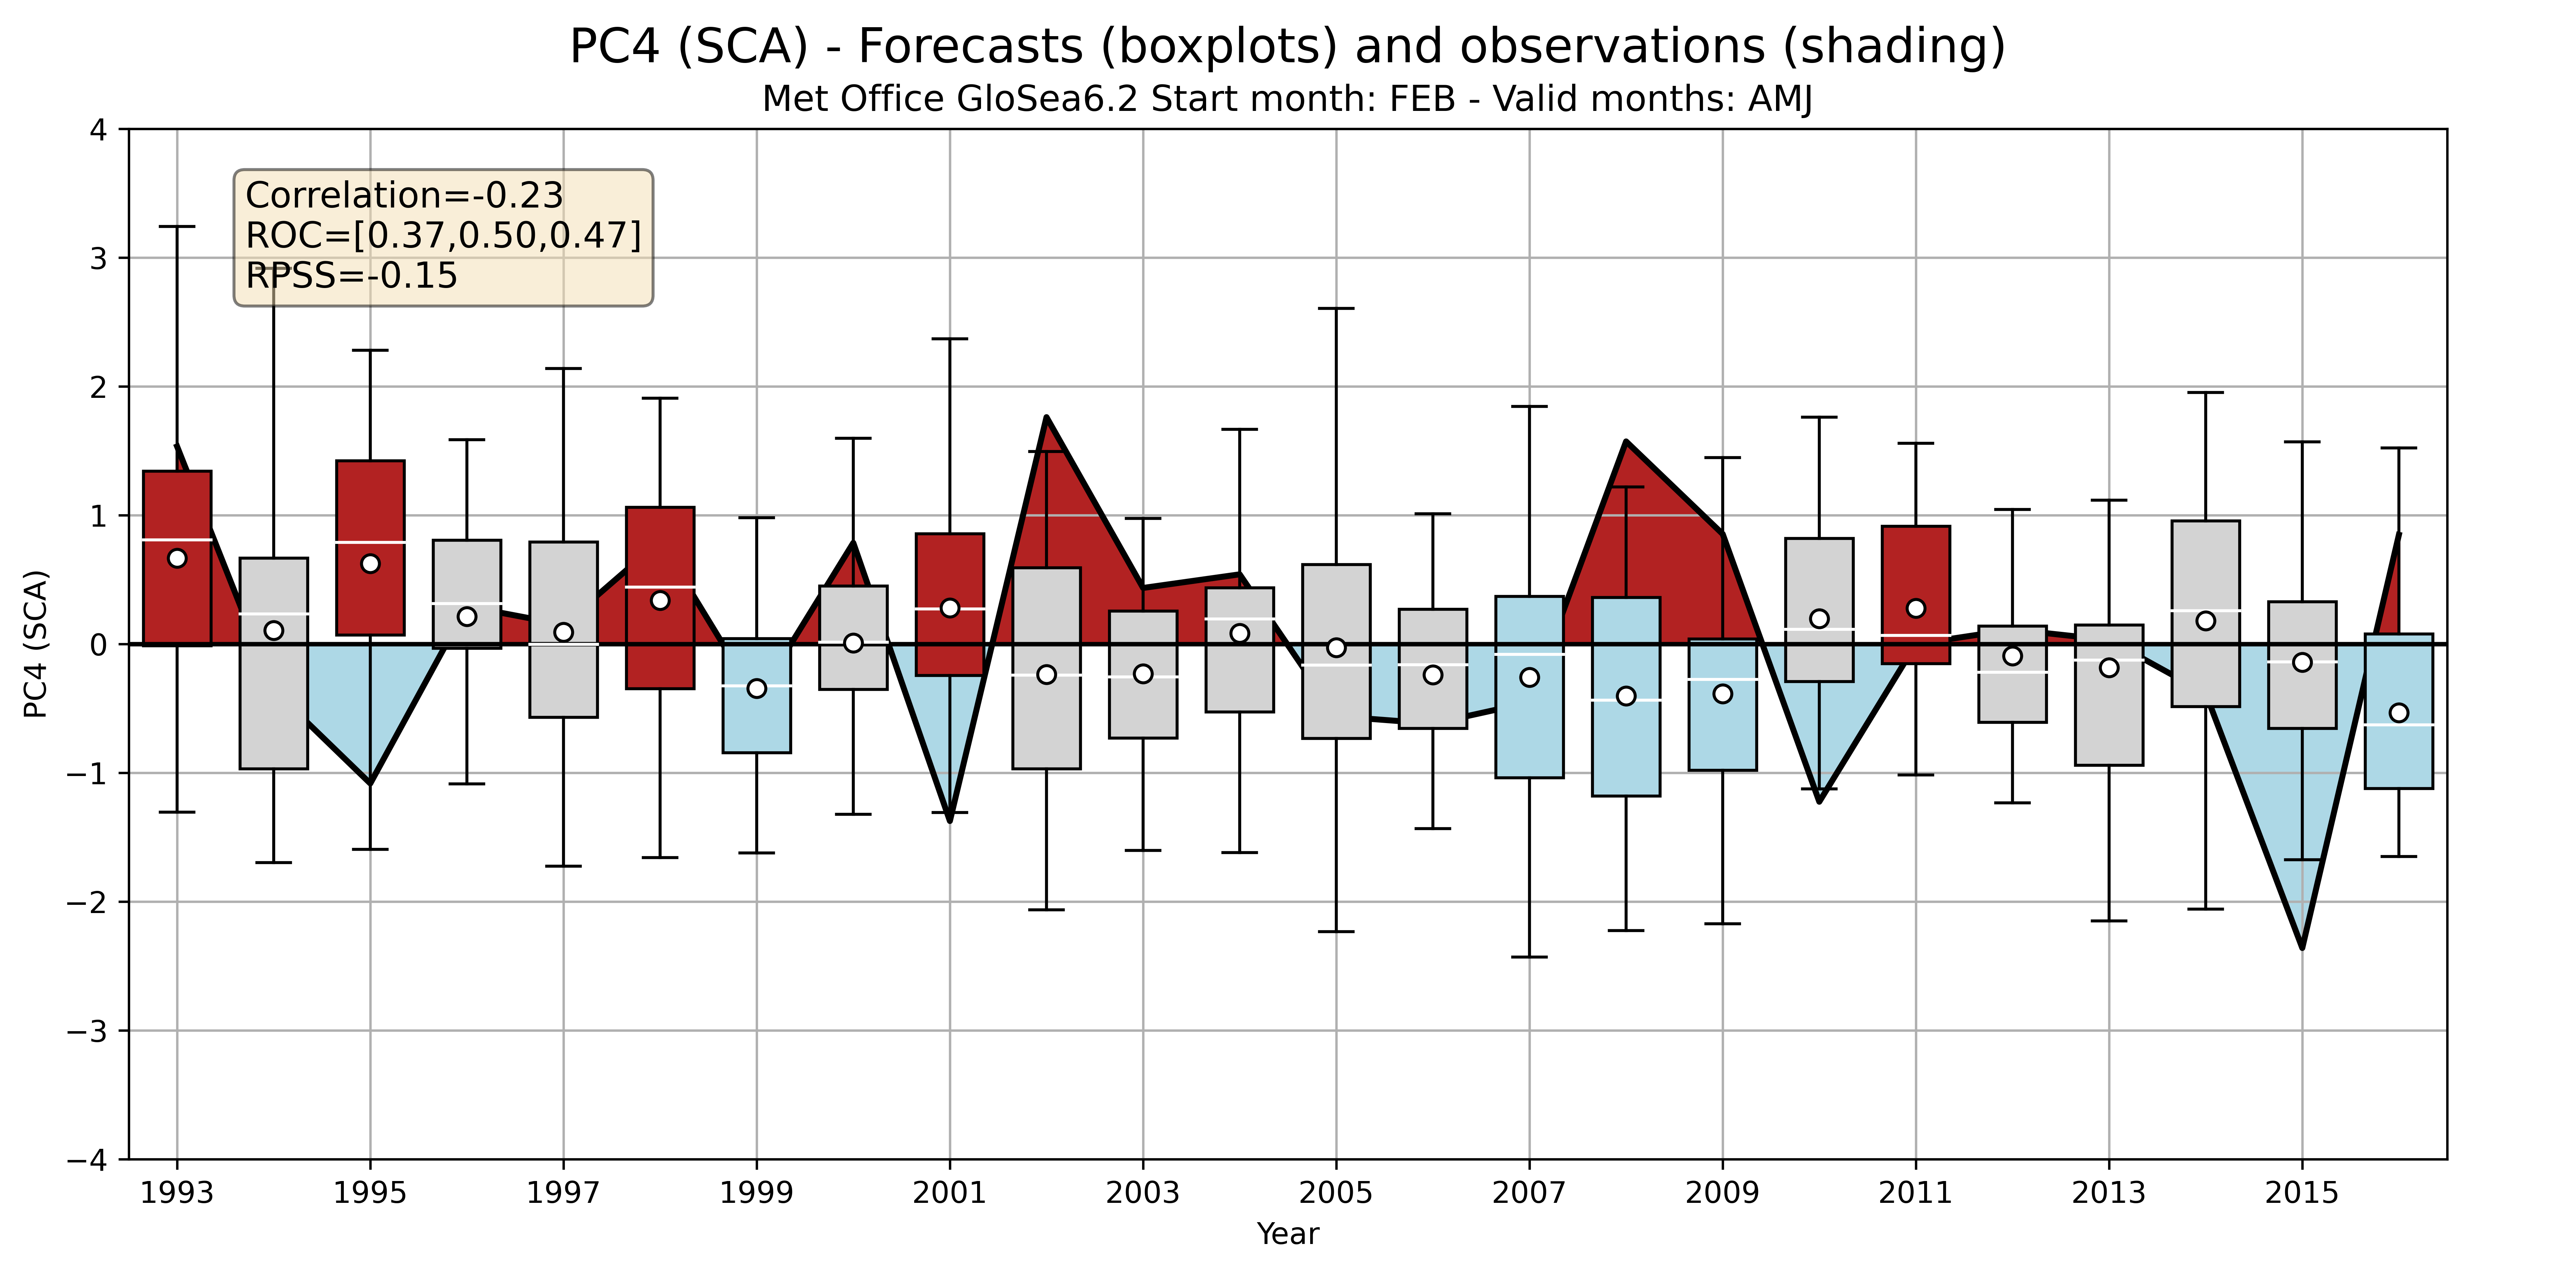 PC4 (SCA) - Forecasts (boxplots) and observations (shading)
Met Office GloSea6.2 Start month: FEB - Valid months: AMJ
Correlation=-0.23
ROC=[0.37,0.50,0.47]
RPSS=-0.15
4
3
2
1
0
−1
−2
−3
−4
PC4 (SCA)
1993 1995 1997 1999 2001 2003 2005 2007 2009 2011 2013 2015
Year